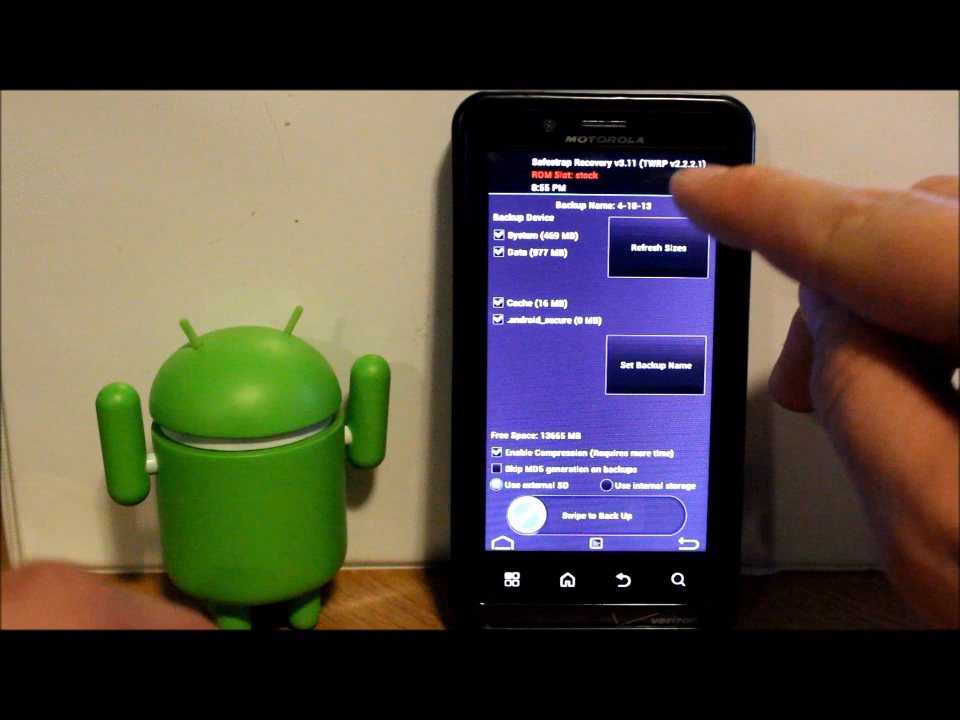 MOTOROLA
Safestrap Recovery v3.11 (TWRP v2.2.2.1)
ROM Slot: stock
8:55 PM
Backup Name: 4-18-13
Backup Device
System (469 MB)
Data (977 MB)
Refresh Sizes
Cache (16 MB)
.android_secure (0 MB)
Set Backup Name
Free Space: 13665 MB
Enable Compression (Requires more time)
Skip MD5 generation on backups
Use external SD
Use internal storage
Swipe to Back Up
verizon